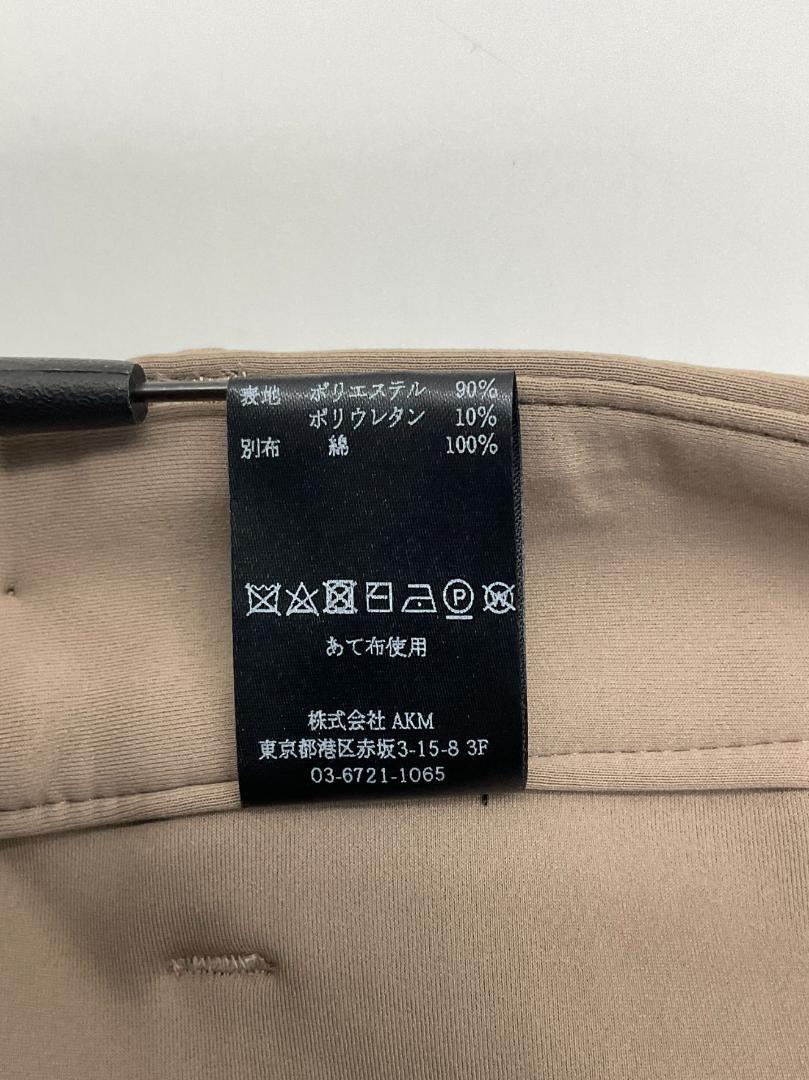 表地 ポリエステル 90%
ポリウレタン 10%
別布 綿 100%
P W
あて布使用
株式会社 AKM
東京都港区赤坂3-15-8 3F
03-6721-1065